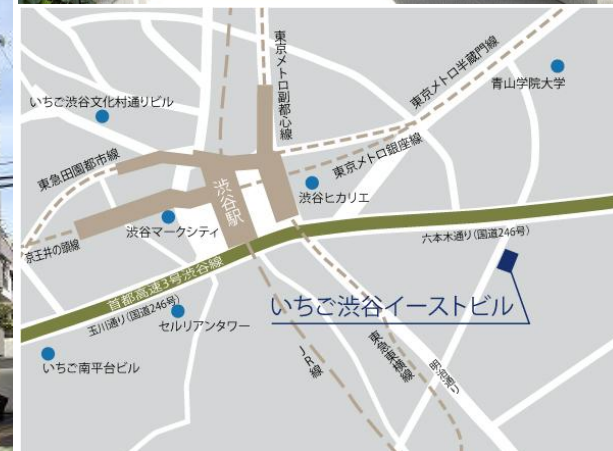 東京メトロ副都心線
東京メトロ半蔵門線
青山学院大学
いちご渋谷文化村通りビル
東急田園都市線
東京メトロ銀座線
渋谷駅
渋谷ヒカリエ
渋谷マークシティ
京王井の頭線
六本木通り(国道246号)
首都高速3号渋谷線
玉川通り(国道246号)
セルリアンタワー
いちご渋谷イーストビル
いちご南平台ビル
JR線
東急東横線
明治通り